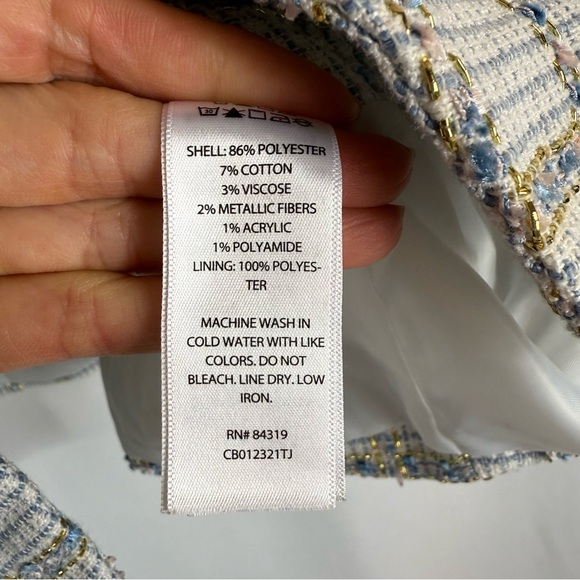 SHELL: 86% POLYESTER
7% COTTON
3% VISCOSE
2% METALLIC FIBERS
1% ACRYLIC
1% POLYAMIDE
LINING: 100% POLYES-
TER
MACHINE WASH IN
COLD WATER WITH LIKE
COLORS. DO NOT
BLEACH. LINE DRY. LOW
IRON.
RN# 84319
CB012321TJ